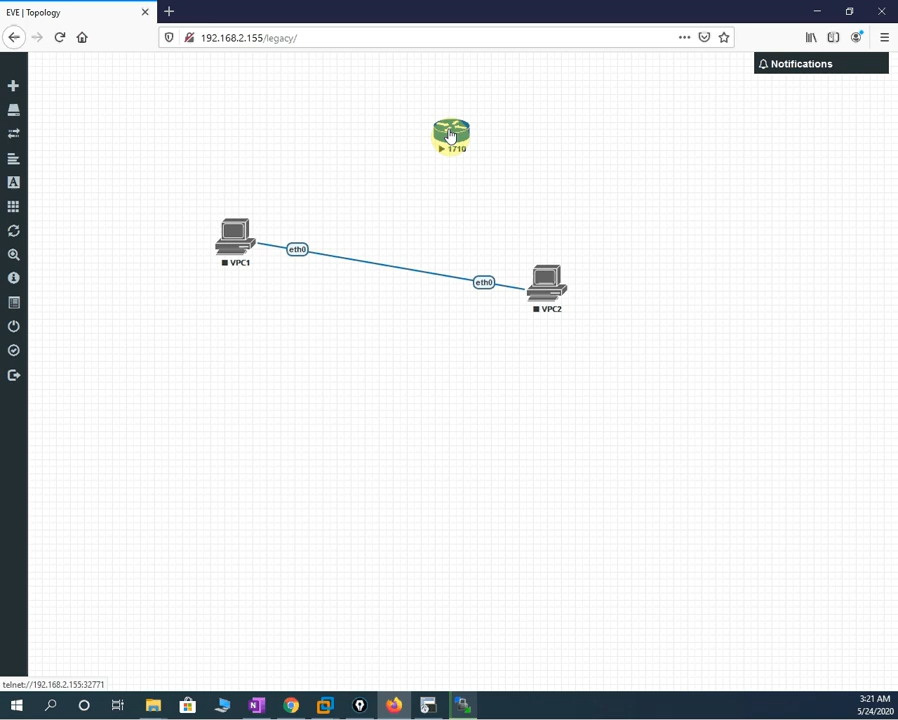 EVE | Topology
192.168.2.155/legacy/
Notifications
1710
eth0
VPC1
eth0
VPC2
telnet://192.168.2.155:32771
3:21 AM
5/24/2020